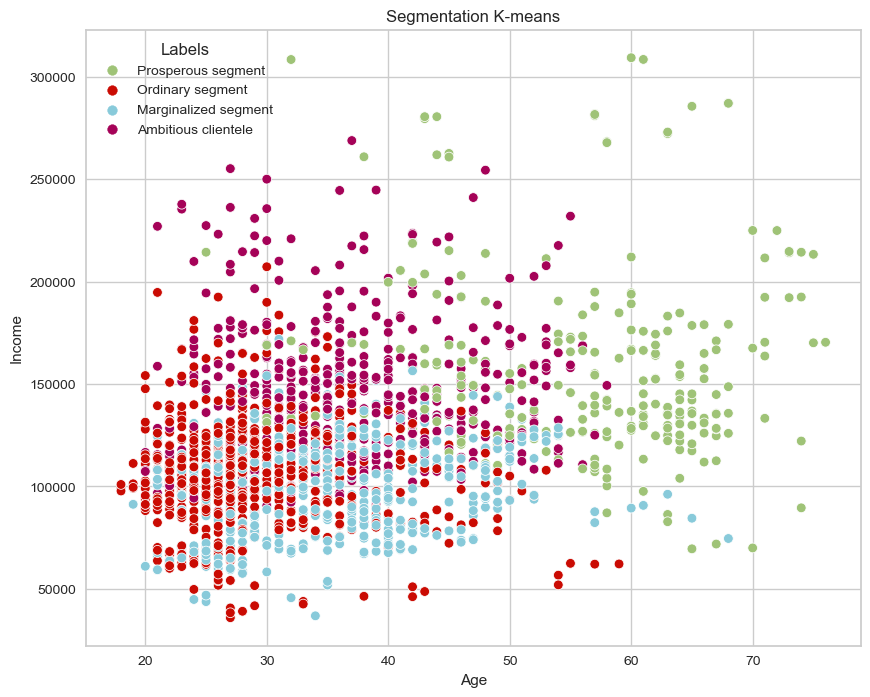 Segmentation K-means
Labels
Prosperous segment
Ordinary segment
Marginalized segment
Ambitious clientele
Income
300000
250000
200000
150000
100000
50000
20 30 40 50 60 70
Age